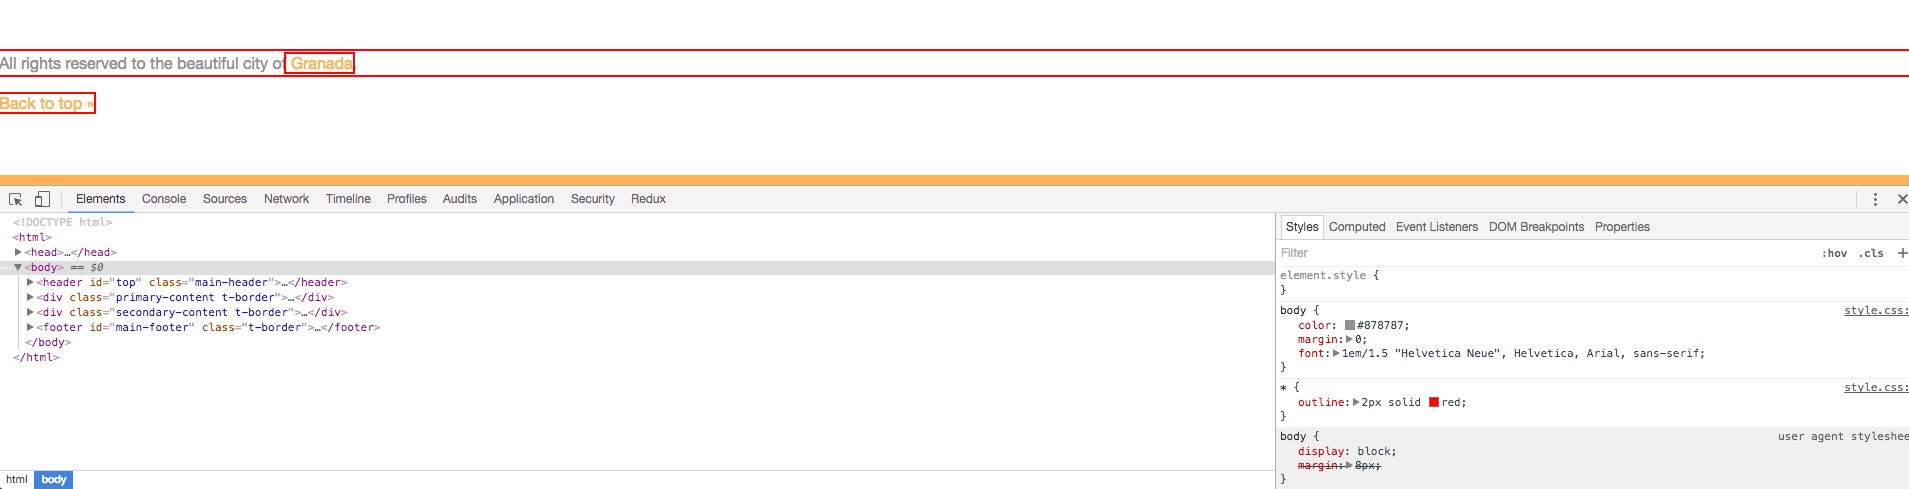 All rights reserved to the beautiful city of Granada.
Back to top »
Elements Console Sources Network Timeline Profiles Audits Application Security Redux
<!DOCTYPE html>
<html>
<head>…</head>
<body> == $0
<header id="top" class="main-header">…</header>
<div class="primary-content t-border">…</div>
<div class="secondary-content t-border">…</div>
<footer id="main-footer" class="t-border">…</footer>
</body>
</html>
html body
Styles Computed Event Listeners DOM Breakpoints Properties
Filter :hov .cls +
element.style {
}
body { style.css:
color: #878787;
margin: 0;
font: 1em/1.5 "Helvetica Neue", Helvetica, Arial, sans-serif;
}
* { style.css:
outline: 2px solid red;
}
body { user agent styleshee
display: block;
margin: 8px;
}